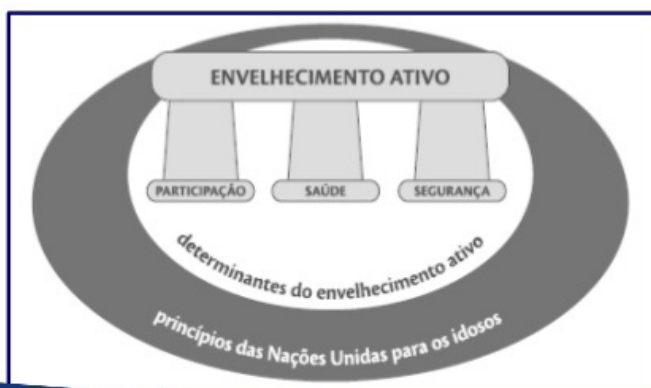 ENVELHECIMENTO ATIVO
PARTICIPAÇÃO
SAÚDE
SEGURANÇA
determinantes do envelhecimento ativo
princípios das Nações Unidas para os idosos